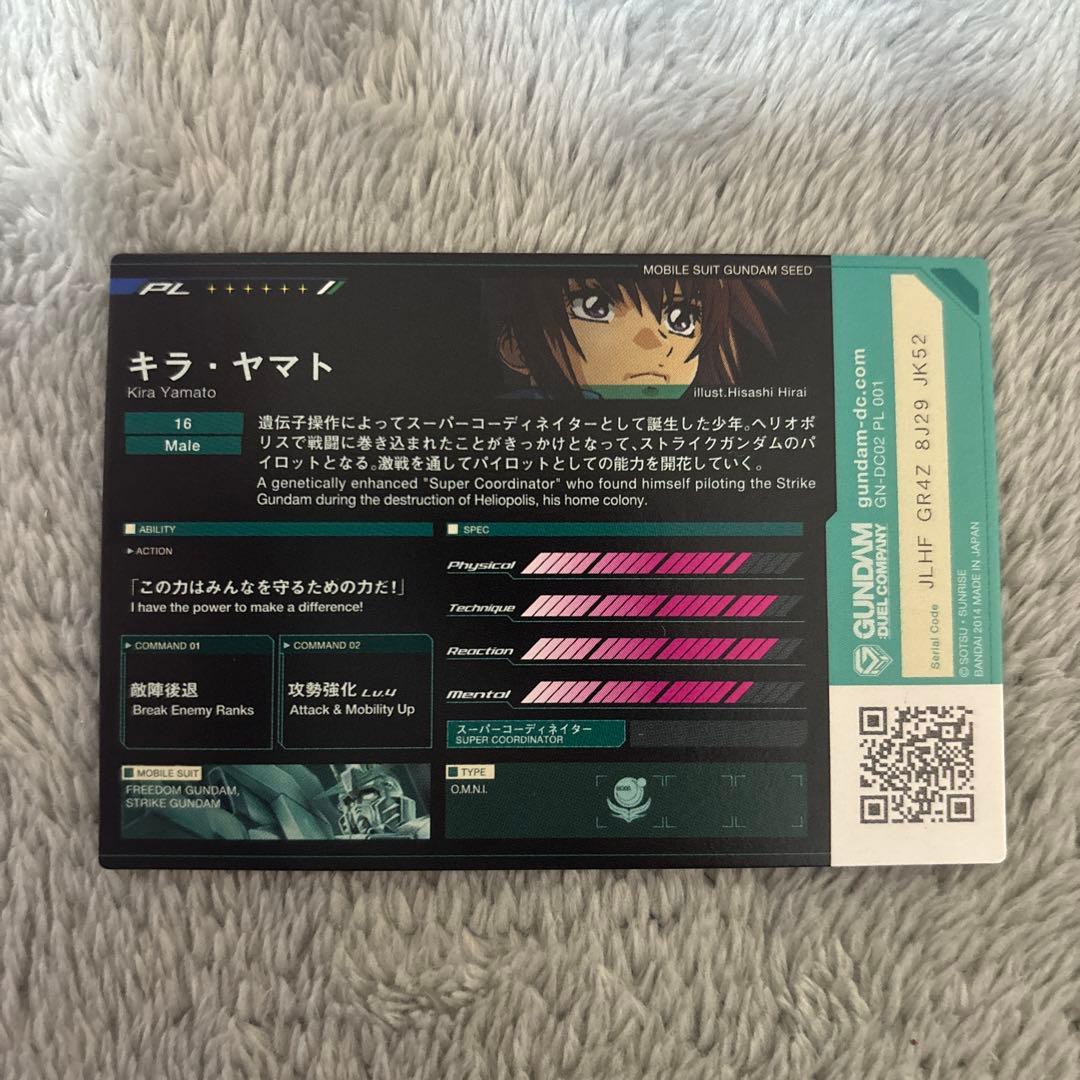 MOBILE SUIT GUNDAM SEED
PL
キラ・ヤマト
Kira Yamato
illust.Hisashi Hirai
16
Male
遺伝子操作によってスーパーコーディネイターとして誕生した少年。ヘリオポ
リスで戦闘に巻き込まれたことがきっかけとなって、ストライクガンダムのパ
イロットとなる。激戦を通してパイロットとしての能力を開花していく。
A genetically enhanced "Super Coordinator" who found himself piloting the Strike
Gundam during the destruction of Heliopolis, his home colony.
ABILITY
ACTION
「この力はみんなを守るための力だ!」
I have the power to make a difference!
COMMAND 01
敵陣後退
Break Enemy Ranks
COMMAND 02
攻勢強化 Lv.4
Attack & Mobility Up
MOBILE SUIT
FREEDOM GUNDAM,
STRIKE GUNDAM
SPEC
Physical
Technique
Reaction
Mental
スーパーコーディネイター
SUPER COORDINATOR
TYPE
O.M.N.I.
GUNDAM
DUEL COMPANY
gundam-dc.com
GN-DC02 PL 001
Serial Code JLHF GR4Z 8J29 JK52
© SOTSU・SUNRISE
BANDAI 2014 MADE IN JAPAN